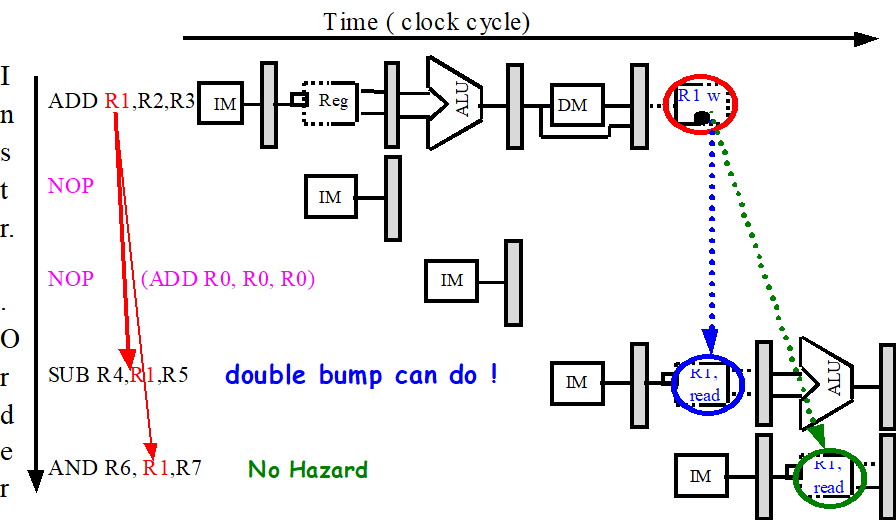 Time ( clock cycle)
Instr. . Order
ADD R1,R2,R3
IM
Reg
ALU
DM
R1 w
NOP
IM
NOP (ADD R0, R0, R0)
IM
SUB R4,R1,R5
double bump can do !
IM
R1,
read
ALU
AND R6, R1,R7
No Hazard
IM
R1,
read